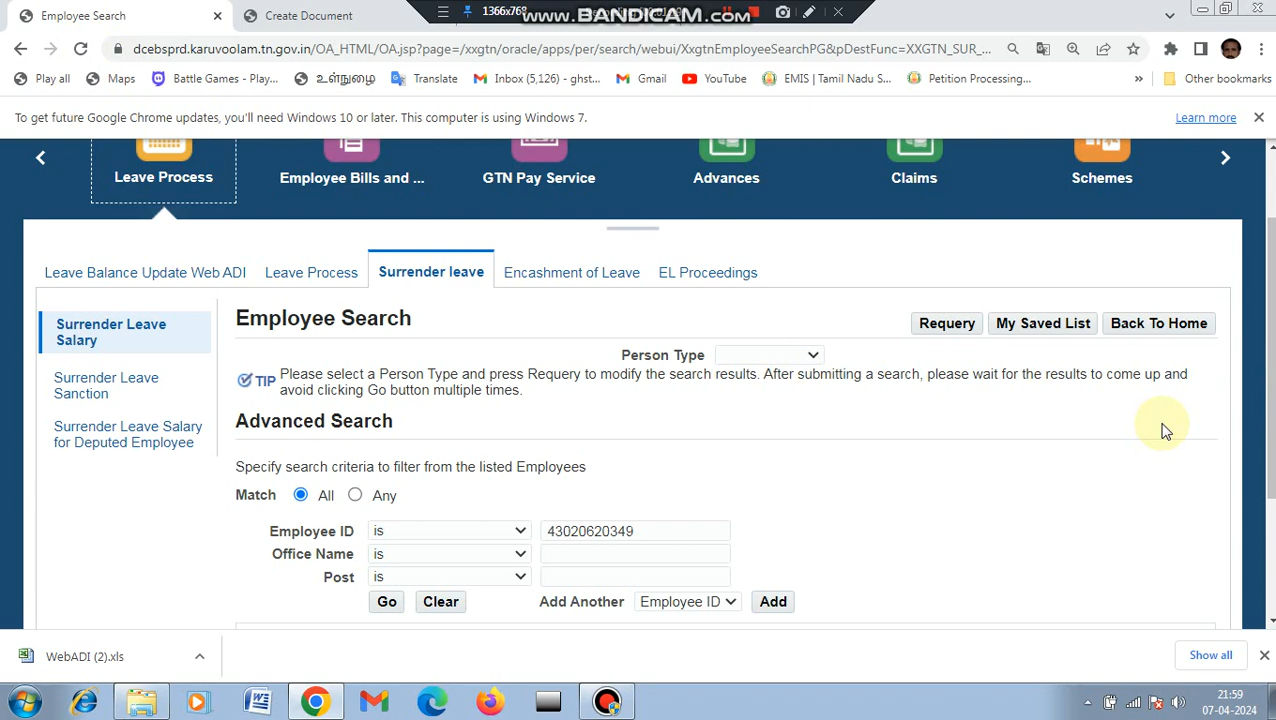 Employee Search
Create Document
1366x768
www.BANDICAM.com
dcebsprd.karuvoolam.tn.gov.in/OA_HTML/OA.jsp?page=/xxgtn/oracle/apps/per/search/webui/XxgtnEmployeeSearchPG&pDestFunc=XXGTN_SUR_...
Play all
Maps
Battle Games - Play...
உள்நுழை
Translate
Inbox (5,126) - ghst...
Gmail
YouTube
EMIS | Tamil Nadu S...
Petition Processing...
»
Other bookmarks
To get future Google Chrome updates, you'll need Windows 10 or later. This computer is using Windows 7.
Learn more
Leave Process
Employee Bills and ...
GTN Pay Service
Advances
Claims
Schemes
Leave Balance Update Web ADI
Leave Process
Surrender leave
Encashment of Leave
EL Proceedings
Surrender Leave
Salary
Surrender Leave
Sanction
Surrender Leave Salary
for Deputed Employee
Employee Search
Requery
My Saved List
Back To Home
Person Type
TIP Please select a Person Type and press Requery to modify the search results. After submitting a search, please wait for the results to come up and
avoid clicking Go button multiple times.
Advanced Search
Specify search criteria to filter from the listed Employees
Match All Any
Employee ID is 43020620349
Office Name is
Post is
Go Clear Add Another Employee ID Add
WebADI (2).xls
Show all
21:59
07-04-2024